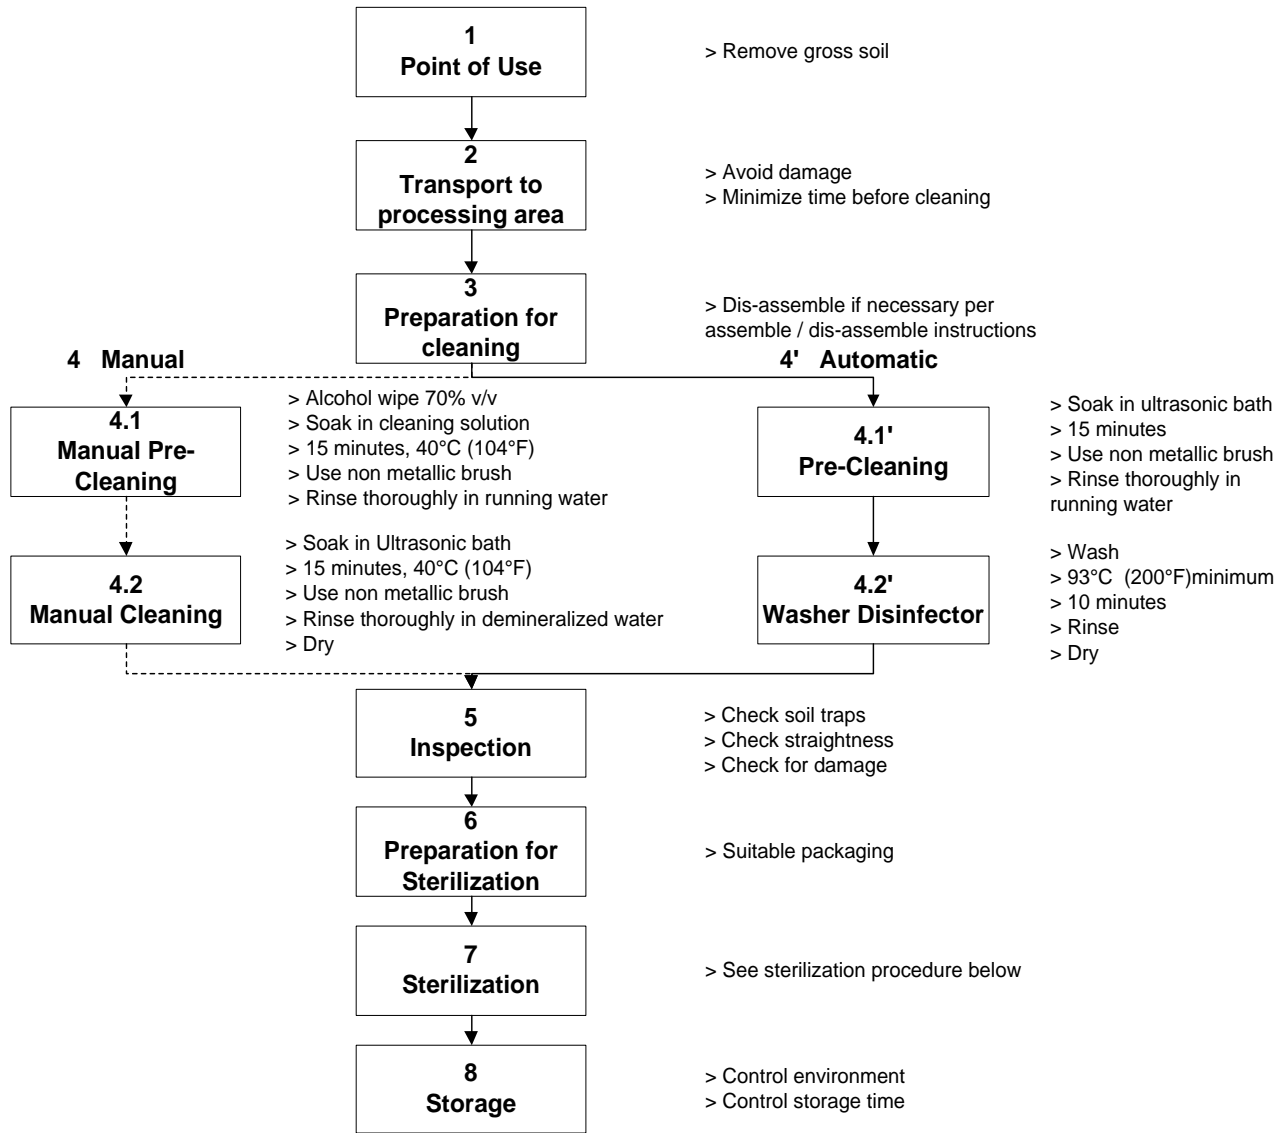 1
Point of Use
> Remove gross soil
2
Transport to
processing area
> Avoid damage
> Minimize time before cleaning
3
Preparation for
cleaning
> Dis-assemble if necessary per
assemble / dis-assemble instructions
4 Manual
4' Automatic
4.1
Manual Pre-
Cleaning
> Alcohol wipe 70% v/v
> Soak in cleaning solution
> 15 minutes, 40°C (104°F)
> Use non metallic brush
> Rinse thoroughly in running water
4.1'
Pre-Cleaning
> Soak in ultrasonic bath
> 15 minutes
> Use non metallic brush
> Rinse thoroughly in
running water
4.2
Manual Cleaning
> Soak in Ultrasonic bath
> 15 minutes, 40°C (104°F)
> Use non metallic brush
> Rinse thoroughly in demineralized water
> Dry
4.2'
Washer Disinfector
> Wash
> 93°C (200°F)minimum
> 10 minutes
> Rinse
> Dry
5
Inspection
> Check soil traps
> Check straightness
> Check for damage
6
Preparation for
Sterilization
> Suitable packaging
7
Sterilization
> See sterilization procedure below
8
Storage
> Control environment
> Control storage time